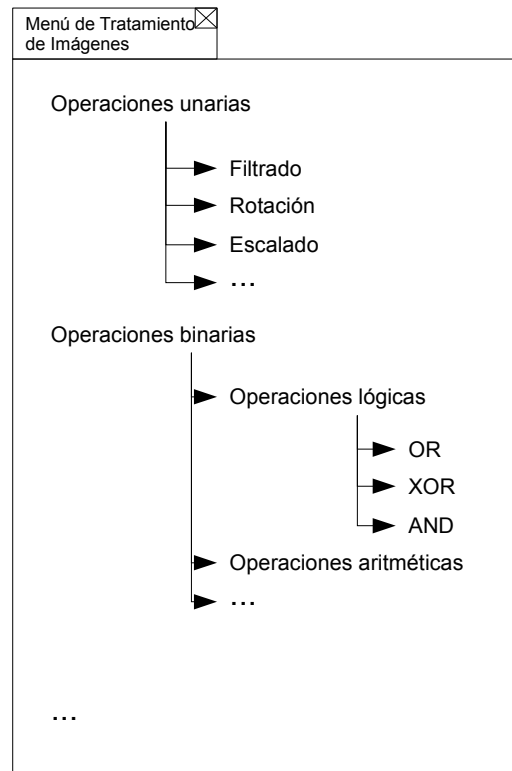 Menú de Tratamiento
de Imágenes
Operaciones unarias
Filtrado
Rotación
Escalado
...
Operaciones binarias
Operaciones lógicas
OR
XOR
AND
Operaciones aritméticas
...
...